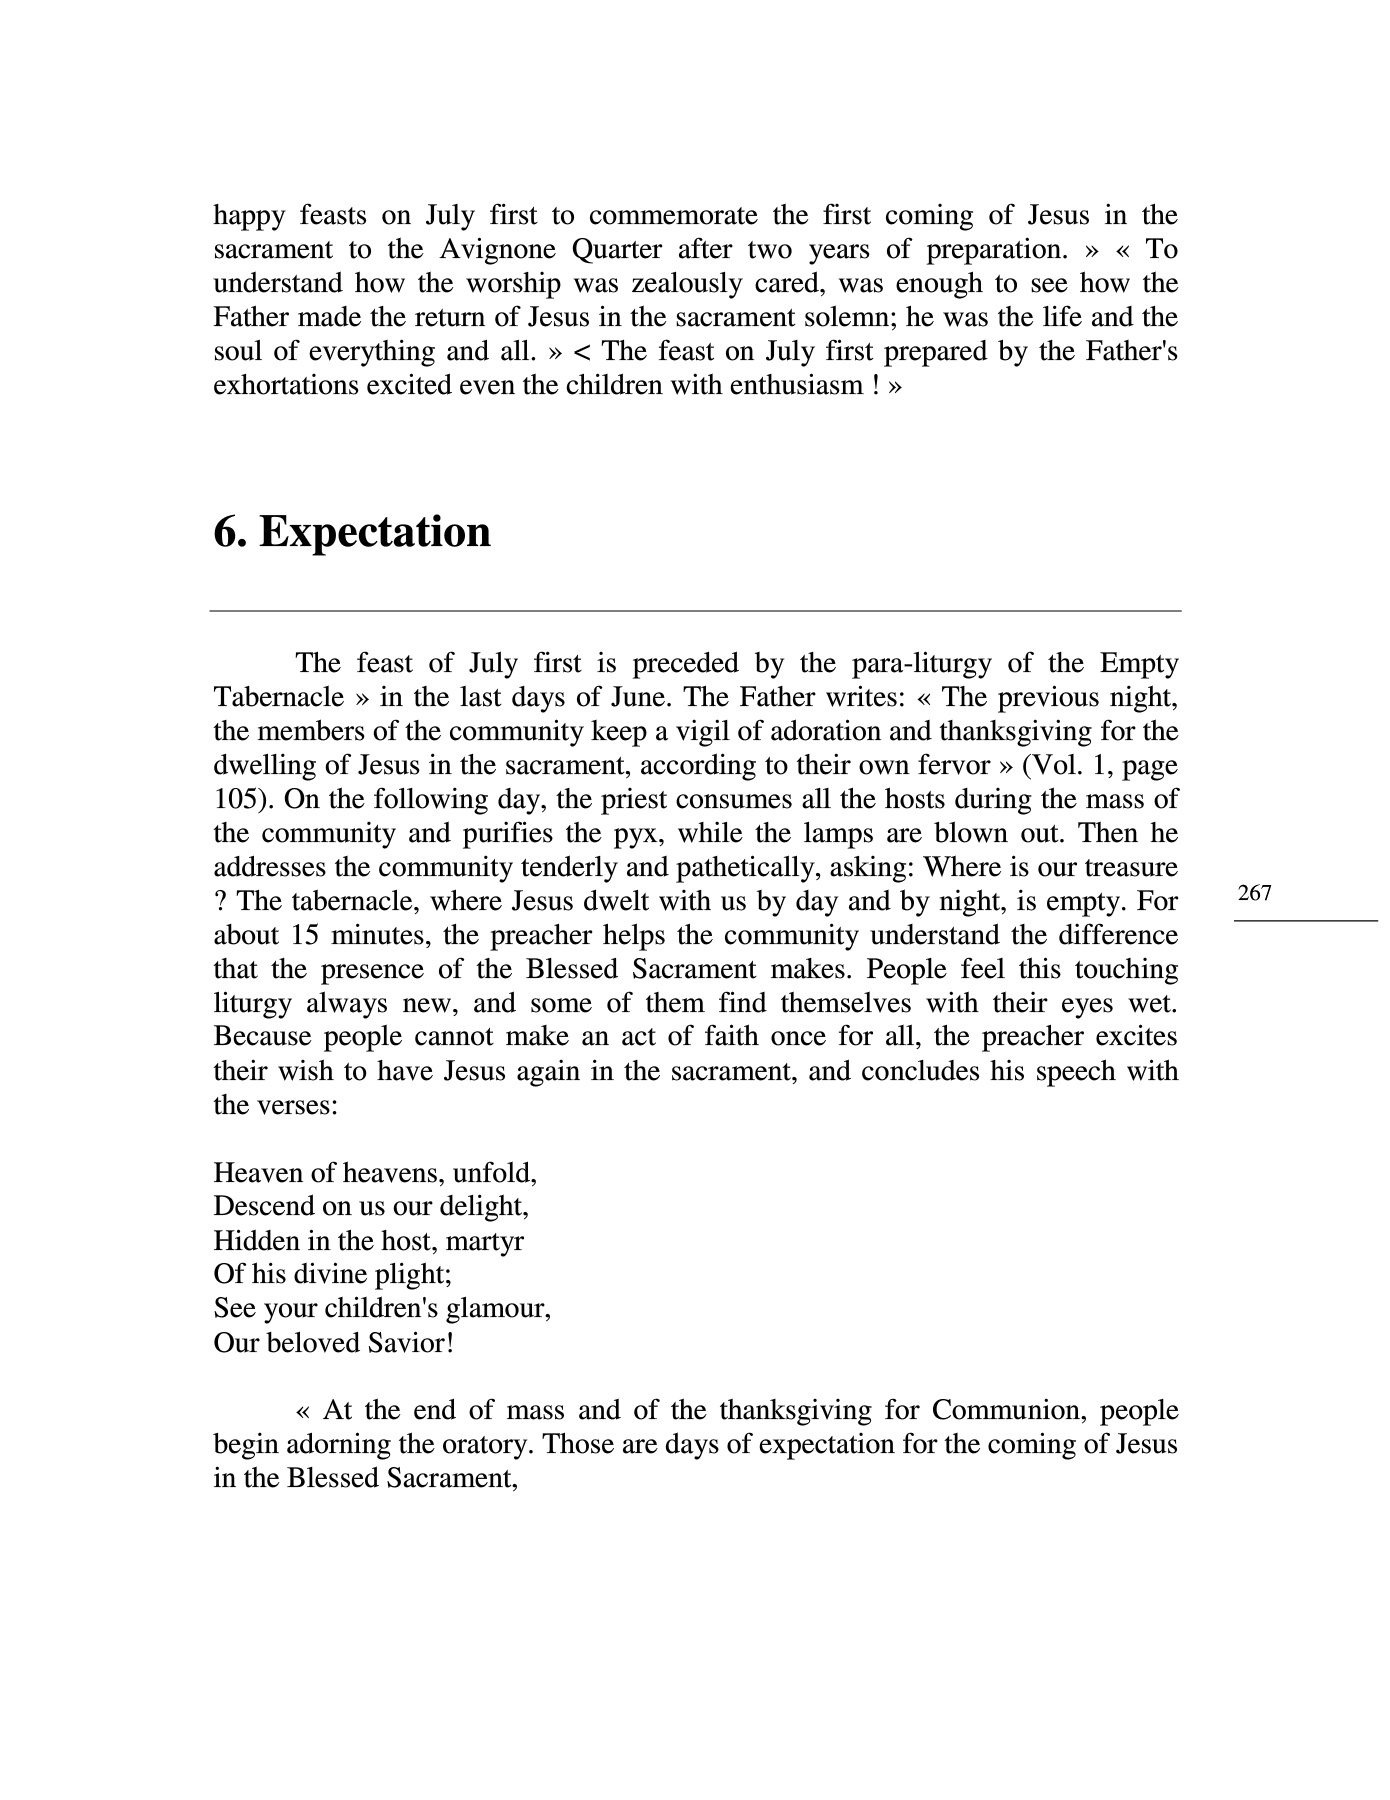 happy feasts on July first to commemorate the first coming of Jesus in the
sacrament to the Avignone Quarter after two years of preparation. » « To
understand how the worship was zealously cared, was enough to see how the
Father made the return of Jesus in the sacrament solemn; he was the life and the
soul of everything and all. » < The feast on July first prepared by the Father's
exhortations excited even the children with enthusiasm ! »
6. Expectation
The feast of July first is preceded by the para-liturgy of the Empty
Tabernacle » in the last days of June. The Father writes: « The previous night,
the members of the community keep a vigil of adoration and thanksgiving for the
dwelling of Jesus in the sacrament, according to their own fervor » (Vol. 1, page
105). On the following day, the priest consumes all the hosts during the mass of
the community and purifies the pyx, while the lamps are blown out. Then he
addresses the community tenderly and pathetically, asking: Where is our treasure
? The tabernacle, where Jesus dwelt with us by day and by night, is empty. For
about 15 minutes, the preacher helps the community understand the difference
that the presence of the Blessed Sacrament makes. People feel this touching
liturgy always new, and some of them find themselves with their eyes wet.
Because people cannot make an act of faith once for all, the preacher excites
their wish to have Jesus again in the sacrament, and concludes his speech with
the verses:
Heaven of heavens, unfold,
Descend on us our delight,
Hidden in the host, martyr
Of his divine plight;
See your children's glamour,
Our beloved Savior!
« At the end of mass and of the thanksgiving for Communion, people
begin adorning the oratory. Those are days of expectation for the coming of Jesus
in the Blessed Sacrament,
267